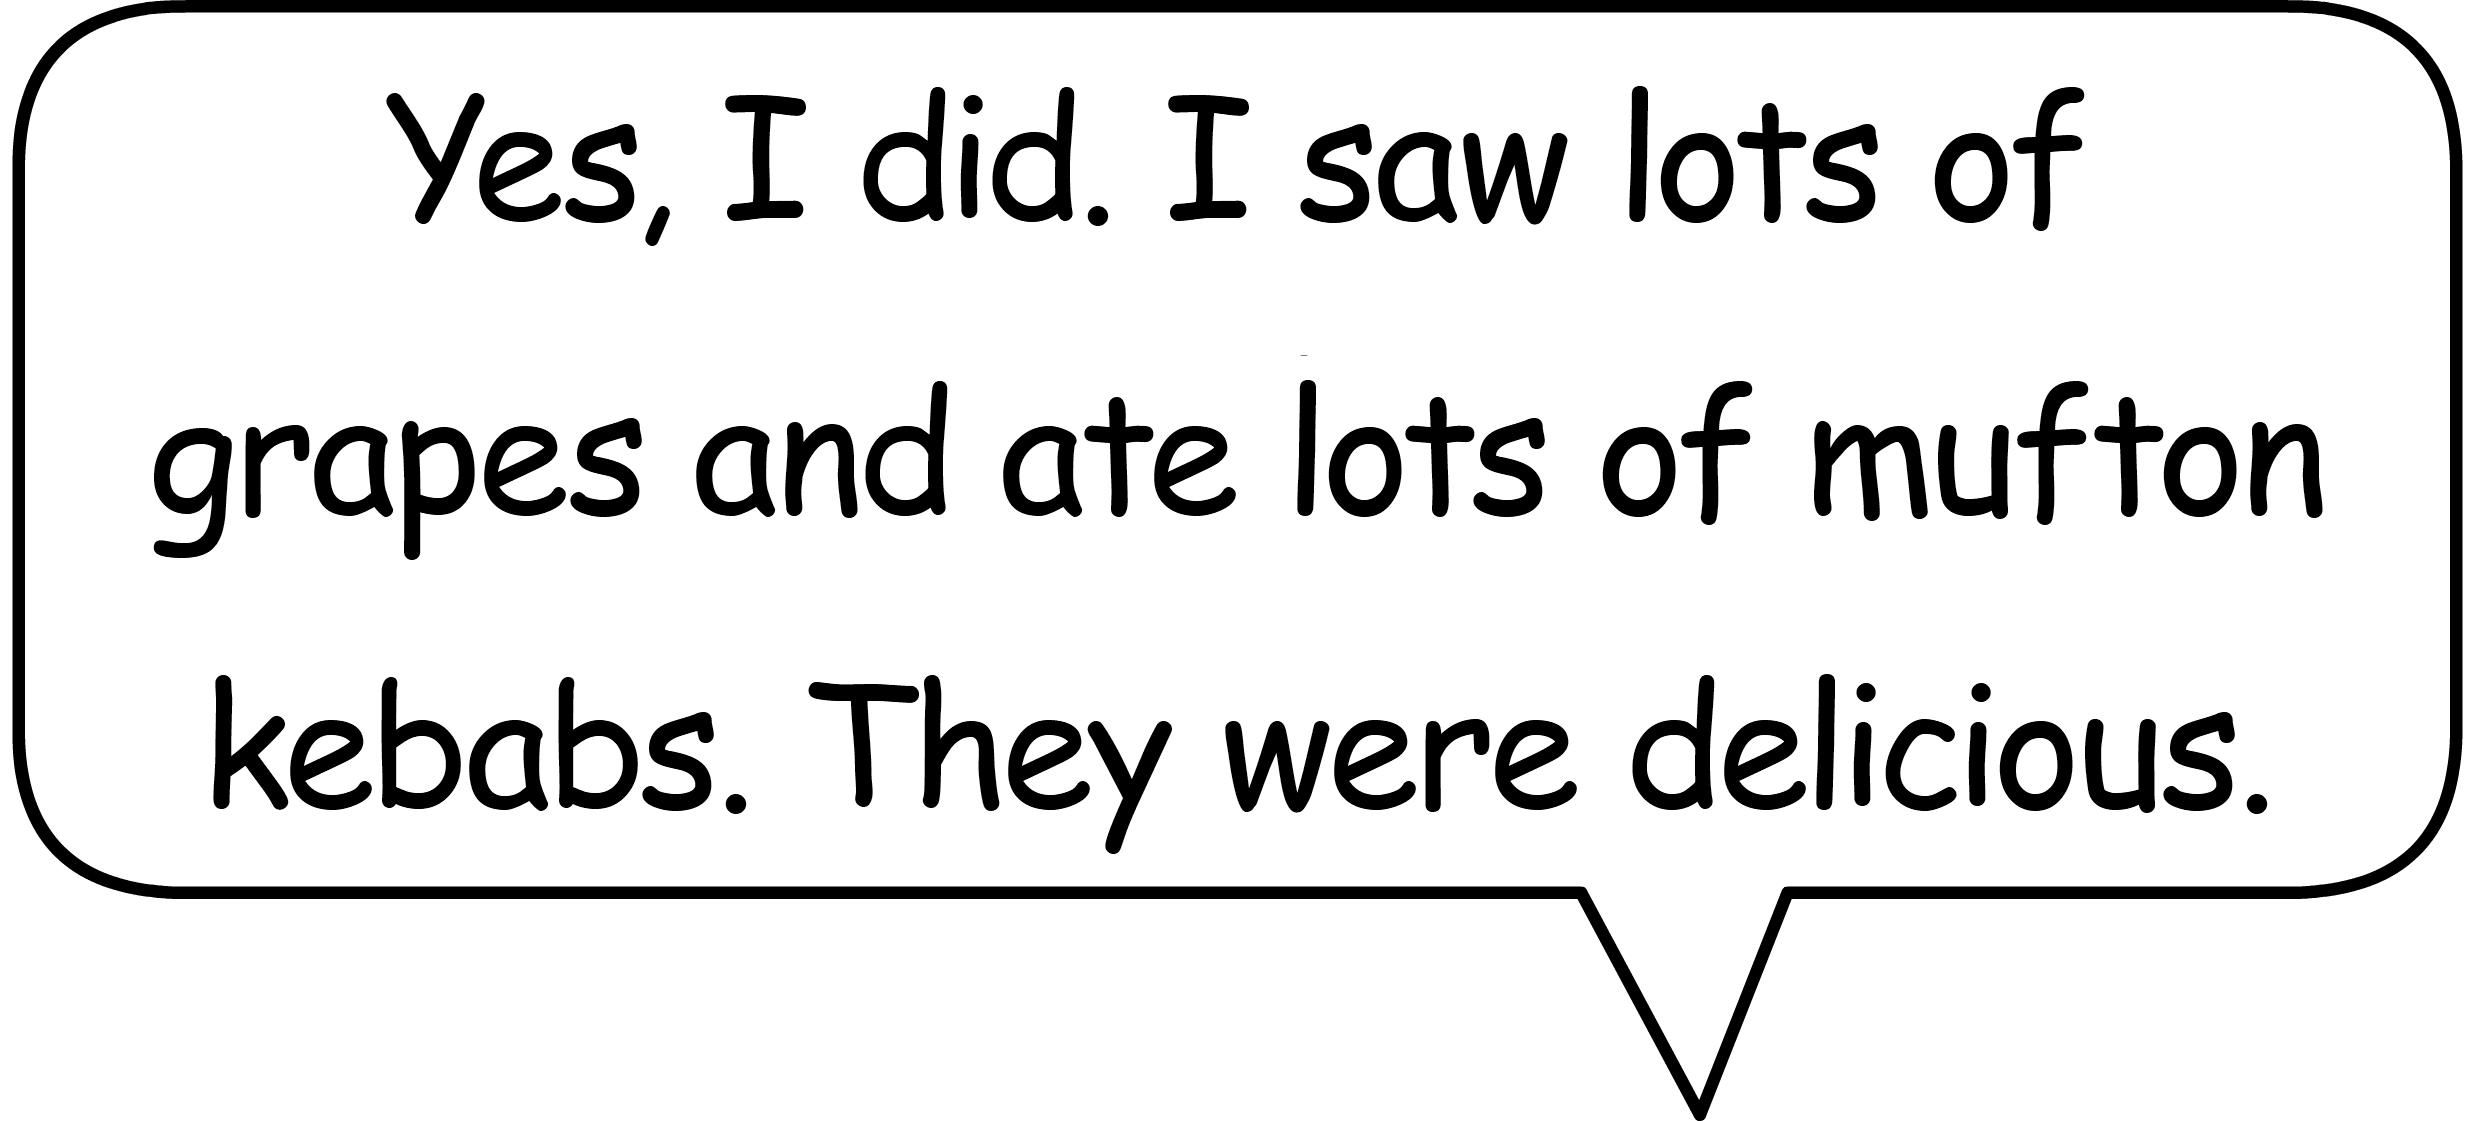 Yes, I did. I saw lots of
grapes and ate lots of mufton
kebabs. They were delicious.